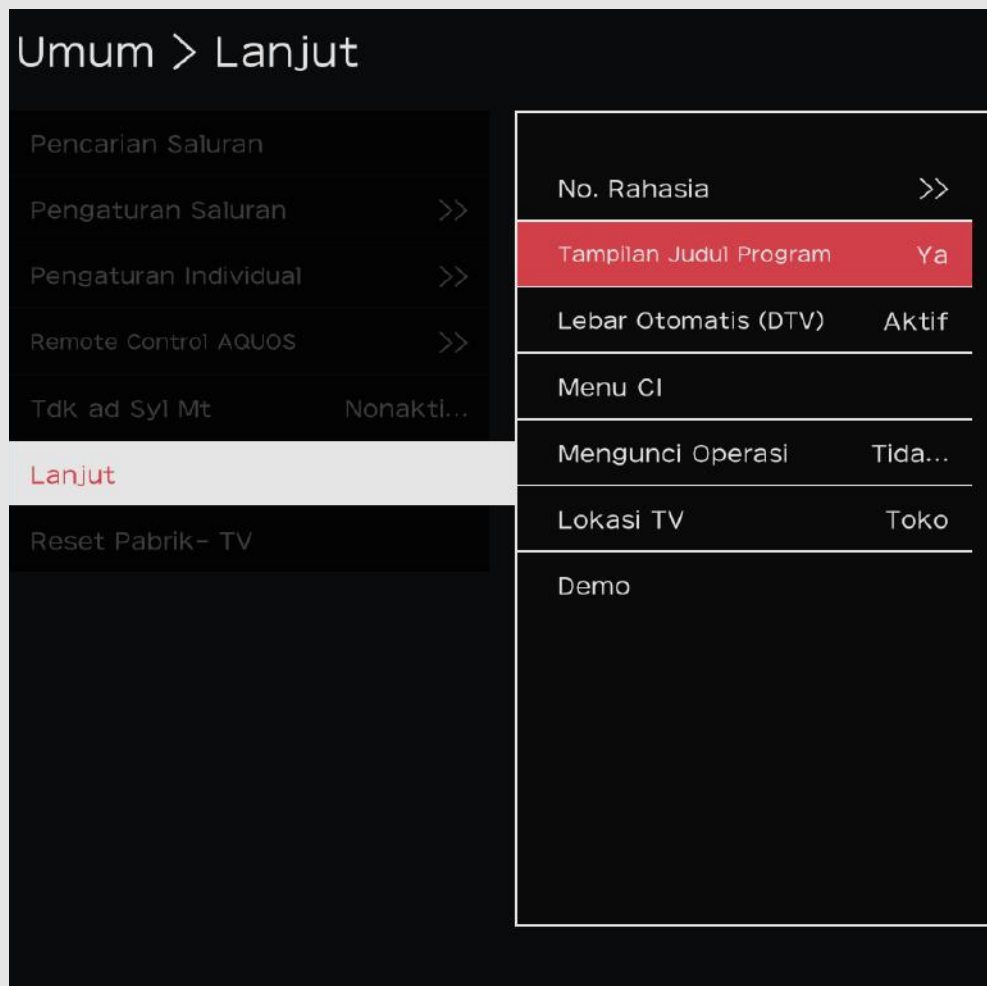 Umum > Lanjut
Pencarian Saluran
Pengaturan Saluran >>
Pengaturan Individual >>
Remote Control AQUOS >>
Tdk ad Syl Mt Nonakti...
Lanjut
Reset Pabrik- TV
No. Rahasia >>
Tampilan Judul Program Ya
Lebar Otomatis (DTV) Aktif
Menu CI
Mengunci Operasi Tida...
Lokasi TV Toko
Demo